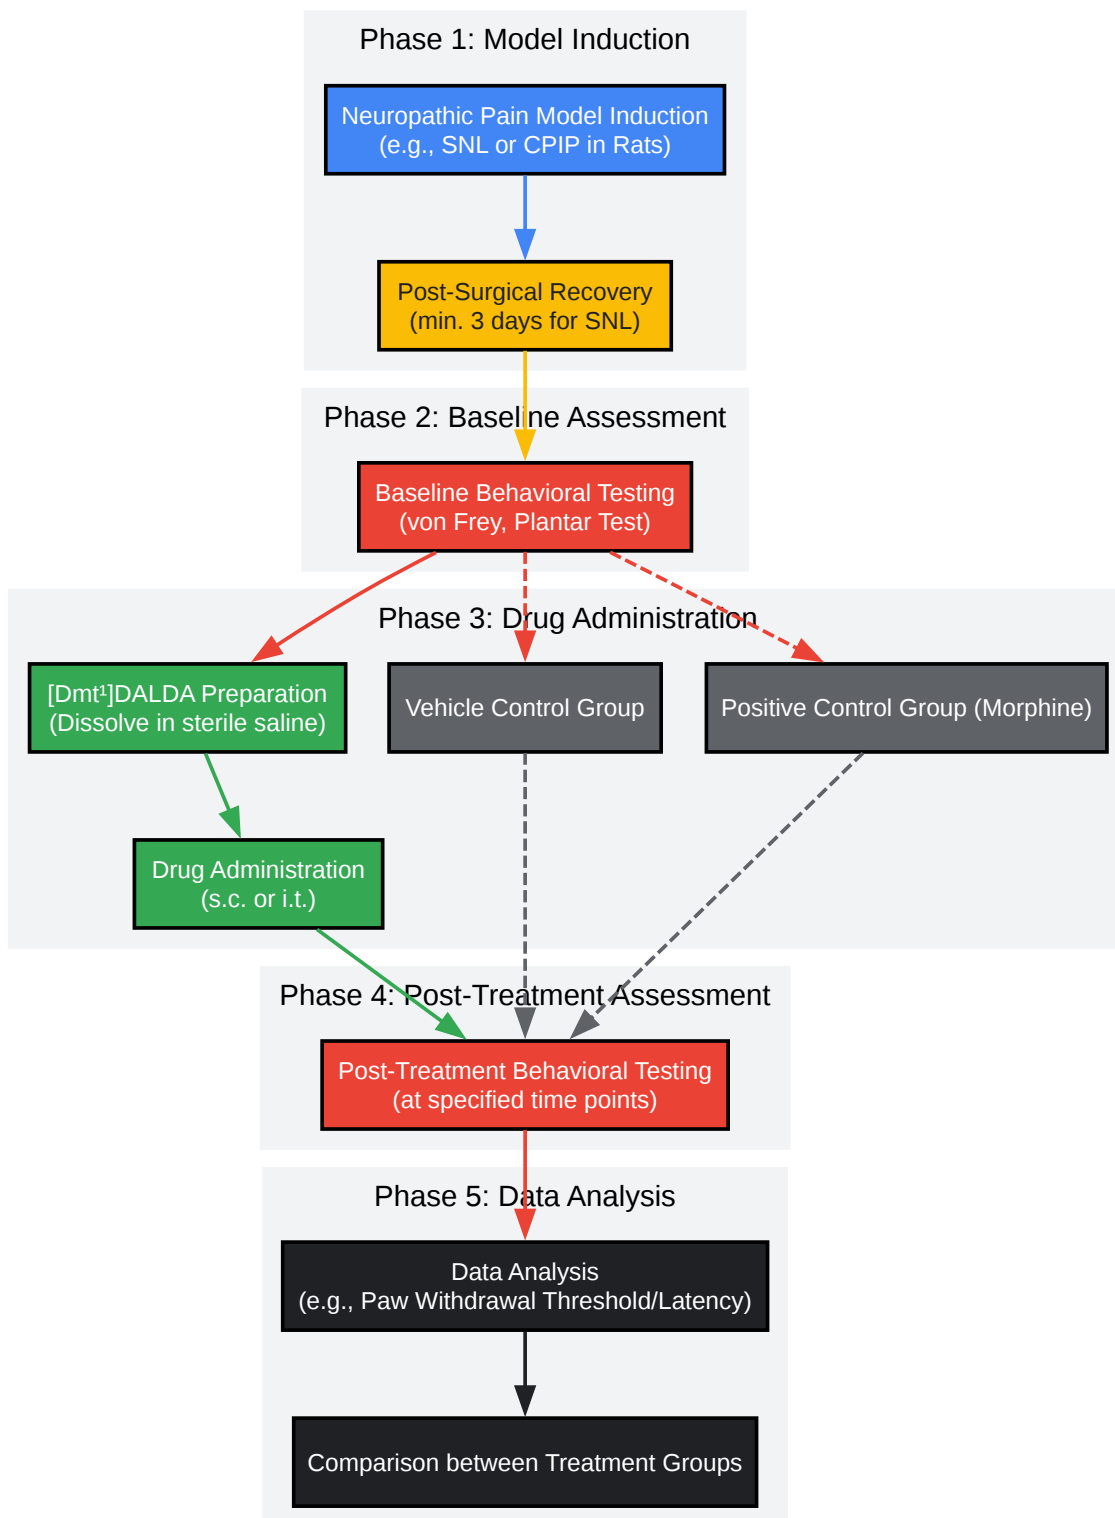 Phase 1: Model Induction
Neuropathic Pain Model Induction
(e.g., SNL or CPIP in Rats)
Post-Surgical Recovery
(min. 3 days for SNL)
Phase 2: Baseline Assessment
Baseline Behavioral Testing
(von Frey, Plantar Test)
Phase 3: Drug Administration
[Dmt¹]DALDA Preparation
(Dissolve in sterile saline)
Vehicle Control Group
Positive Control Group (Morphine)
Drug Administration
(s.c. or i.t.)
Phase 4: Post-Treatment Assessment
Post-Treatment Behavioral Testing
(at specified time points)
Phase 5: Data Analysis
Data Analysis
(e.g., Paw Withdrawal Threshold/Latency)
Comparison between Treatment Groups